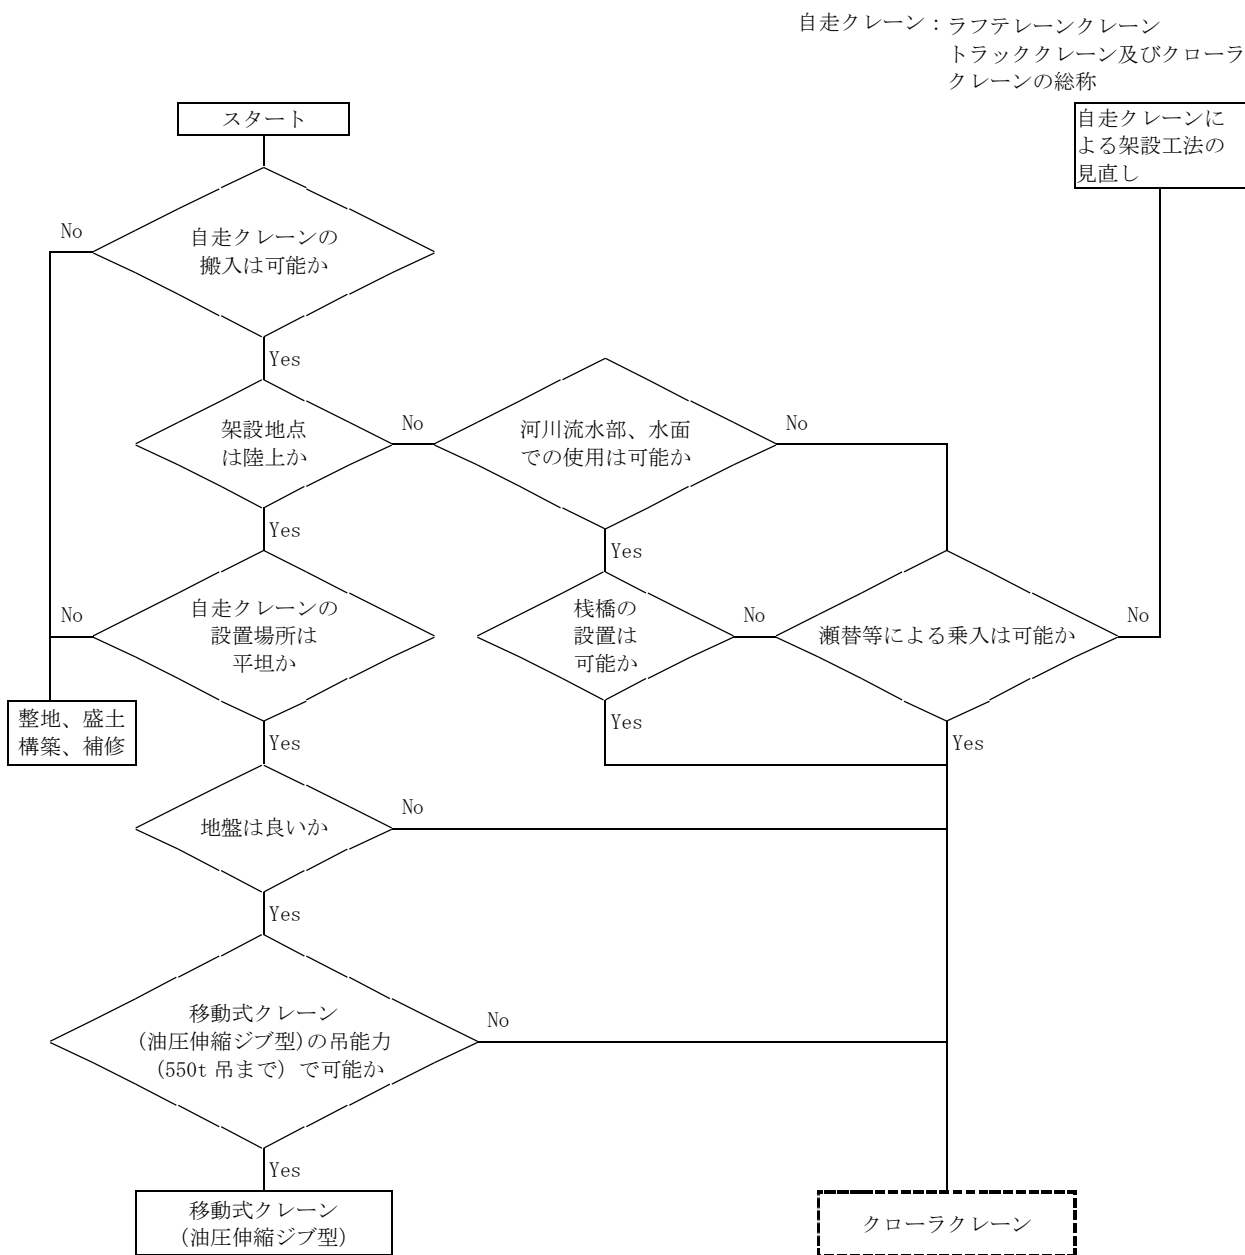 自走クレーン：ラフテレーンクレーン
トラッククレーン及びクローラ
クレーンの総称
スタート
自走クレーンに
よる架設工法の
見直し
No
自走クレーンの
搬入は可能か
Yes
架設地点
は陸上か
No
河川流水部、水面
での使用は可能か
No
Yes
Yes
No
自走クレーンの
設置場所は
平坦か
桟橋の
設置は
可能か
No
瀬替等による乗入は可能か
No
整地、盛土
構築、補修
Yes
Yes
Yes
地盤は良いか
No
Yes
移動式クレーン
(油圧伸縮ジブ型)の吊能力
(550t 吊まで) で可能か
No
Yes
移動式クレーン
(油圧伸縮ジブ型)
クローラクレーン